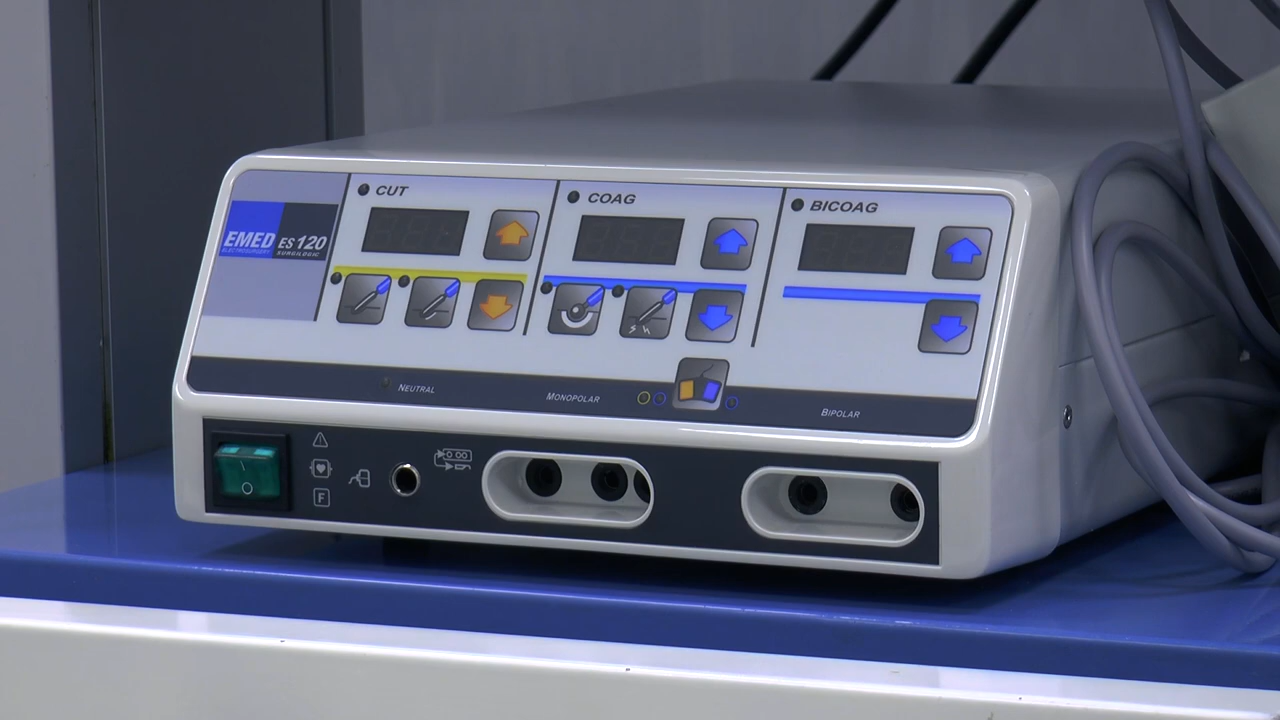 CUT
COAG
BICOAG
EMED ES 120
ELECTROSURGERY SURGILOGIC
NEUTRAL
MONOPOLAR
BIPOLAR
F